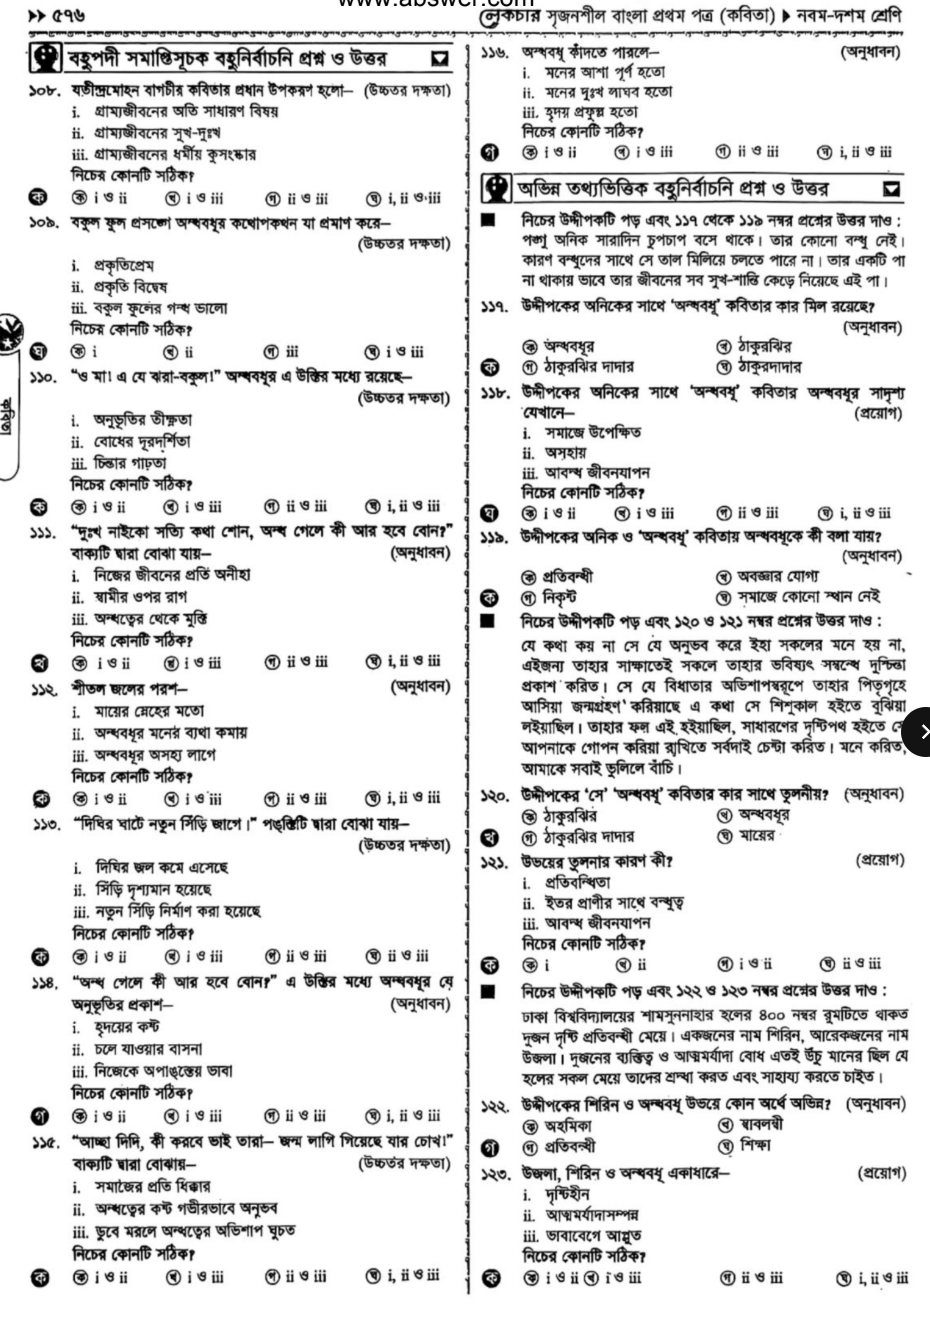 www.abswer.com
▶▶ ৫৭৬
লেকচার সৃজনশীল বাংলা প্রথম পত্র (কবিতা) ▶ নবম-দশম শ্রেণি
বহুপদী সমাপ্তিসূচক বহুনির্বাচনি প্রশ্ন ও উত্তর
১০৮. যতীন্দ্রমোহন বাগচীর কবিতার প্রধান উপকরণ হলো— (উচ্চতর দক্ষতা)
i. গ্রাম্যজীবনের অতি সাধারণ বিষয়
ii. গ্রাম্যজীবনের সুখ-দুঃখ
iii. গ্রাম্যজীবনের ধর্মীয় কুসংস্কার
নিচের কোনটি সঠিক?
ক ক i ও ii খ i ও iii গ ii ও iii ঘ i, ii ও iii
১০৯. বকুল ফুল প্রসঙ্গে অন্ধবধূর কথোপকথন যা প্রমাণ করে—
(উচ্চতর দক্ষতা)
i. প্রকৃতিপ্রেম
ii. প্রকৃতি বিদ্বেষ
iii. বকুল ফুলের গন্ধ ভালো
নিচের কোনটি সঠিক?
ঘ ক i খ ii গ iii ঘ i ও iii
১১০. “ও মা! এ যে ঝরা-বকুল!” অন্ধবধূর এ উক্তির মধ্যে রয়েছে—
(উচ্চতর দক্ষতা)
i. অনুভূতির তীক্ষ্ণতা
ii. বোধের দূরদর্শিতা
iii. চিন্তার গাঢ়তা
নিচের কোনটি সঠিক?
ক ক i ও ii খ i ও iii গ ii ও iii ঘ i, ii ও iii
১১১. “দুঃখ নাইকো সত্যি কথা শোন, অন্ধ গেলে কী আর হবে বোন?”
বাক্যটি দ্বারা বোঝা যায়— (অনুধাবন)
i. নিজের জীবনের প্রতি অনীহা
ii. স্বামীর ওপর রাগ
iii. অন্ধত্বের থেকে মুক্তি
নিচের কোনটি সঠিক?
খ ক i ও ii খ i ও iii গ ii ও iii ঘ i, ii ও iii
১১২. শীতল জলের পরশ— (অনুধাবন)
i. মায়ের স্নেহের মতো
ii. অন্ধবধূর মনের ব্যথা কমায়
iii. অন্ধবধূর অসহ্য লাগে
নিচের কোনটি সঠিক?
ক ক i ও ii খ i ও iii গ ii ও iii ঘ i, ii ও iii
১১৩. “দিঘির ঘাটে নতুন সিঁড়ি জাগে।” পঙ্‌ক্তিটি দ্বারা বোঝা যায়—
(উচ্চতর দক্ষতা)
i. দিঘির জল কমে এসেছে
ii. সিঁড়ি দৃশ্যমান হয়েছে
iii. নতুন সিঁড়ি নির্মাণ করা হয়েছে
নিচের কোনটি সঠিক?
ক ক i ও ii খ i ও iii গ ii ও iii ঘ ii ও iii
১১৪. “অন্ধ গেলে কী আর হবে বোন?” এ উক্তির মধ্যে অন্ধবধূর যে
অনুভূতির প্রকাশ— (অনুধাবন)
i. হৃদয়ের কষ্ট
ii. চলে যাওয়ার বাসনা
iii. নিজেকে অপাঙ্‌ক্তেয় ভাবা
নিচের কোনটি সঠিক?
গ ক i ও ii খ i ও iii গ ii ও iii ঘ i, ii ও iii
১১৫. “আচ্ছা দিদি, কী করবে ভাই তারা— জন্ম লাগি গিয়েছে যার চোখ!”
বাক্যটি দ্বারা বোঝায়— (উচ্চতর দক্ষতা)
i. সমাজের প্রতি ধিক্কার
ii. অন্ধত্বের কষ্ট গভীরভাবে অনুভব
iii. ডুবে মরলে অন্ধত্বের অভিশাপ ঘুচত
নিচের কোনটি সঠিক?
ক ক i ও ii খ i ও iii গ ii ও iii ঘ i, ii ও iii
কবিতা
১১৬. অন্ধবধূ কাঁদতে পারলে— (অনুধাবন)
i. মনের আশা পূর্ণ হতো
ii. মনের দুঃখ লাঘব হতো
iii. হৃদয় প্রফুল্ল হতো
নিচের কোনটি সঠিক?
গ ক i ও ii খ i ও iii গ ii ও iii ঘ i, ii ও iii
অভিন্ন তথ্যভিত্তিক বহুনির্বাচনি প্রশ্ন ও উত্তর
■ নিচের উদ্দীপকটি পড় এবং ১১৭ থেকে ১১৯ নম্বর প্রশ্নের উত্তর দাও :
পঙ্গু অনিক সারাদিন চুপচাপ বসে থাকে। তার কোনো বন্ধু নেই।
কারণ বন্ধুদের সাথে সে তাল মিলিয়ে চলতে পারে না। তার একটি পা
না থাকায় ভাবে তার জীবনের সব সুখ-শান্তি কেড়ে নিয়েছে এই পা।
১১৭. উদ্দীপকের অনিকের সাথে ‘অন্ধবধূ’ কবিতার কার মিল রয়েছে?
(অনুধাবন)
ক অন্ধবধূর খ ঠাকুরঝির
ক গ ঠাকুরঝির দাদার ঘ ঠাকুরদাদার
১১৮. উদ্দীপকের অনিকের সাথে ‘অন্ধবধূ’ কবিতার অন্ধবধূর সাদৃশ্য
যেখানে— (প্রয়োগ)
i. সমাজে উপেক্ষিত
ii. অসহায়
iii. আবদ্ধ জীবনযাপন
নিচের কোনটি সঠিক?
ঘ ক i ও ii খ i ও iii গ ii ও iii ঘ i, ii ও iii
১১৯. উদ্দীপকের অনিক ও ‘অন্ধবধূ’ কবিতায় অন্ধবধূকে কী বলা যায়?
(অনুধাবন)
ক প্রতিবন্ধী খ অবজ্ঞার যোগ্য
ক গ নিকৃষ্ট ঘ সমাজে কোনো স্থান নেই
■ নিচের উদ্দীপকটি পড় এবং ১২০ ও ১২১ নম্বর প্রশ্নের উত্তর দাও :
যে কথা কয় না সে যে অনুভব করে ইহা সকলের মনে হয় না,
এইজন্য তাহার সাক্ষাতেই সকলে তাহার ভবিষ্যৎ সম্বন্ধে দুশ্চিন্তা
প্রকাশ করিত। সে যে বিধাতার অভিশাপস্বরূপে তাহার পিতৃগৃহে
আসিয়া জন্মগ্রহণ করিয়াছে এ কথা সে শিশুকাল হইতে বুঝিয়া
লইয়াছিল। তাহার ফল এই হইয়াছিল, সাধারণের দৃষ্টিপথ হইতে সে
আপনাকে গোপন করিয়া রাখিতে সর্বদাই চেষ্টা করিত। মনে করিত,
আমাকে সবাই ভুলিলে বাঁচি।
১২০. উদ্দীপকের ‘সে’ ‘অন্ধবধূ’ কবিতার কার সাথে তুলনীয়? (অনুধাবন)
ক ঠাকুরঝির খ অন্ধবধূর
খ গ ঠাকুরঝির দাদার ঘ মায়ের
১২১. উভয়ের তুলনার কারণ কী? (প্রয়োগ)
i. প্রতিবন্ধিতা
ii. ইতর প্রাণীর সাথে বন্ধুত্ব
iii. আবদ্ধ জীবনযাপন
নিচের কোনটি সঠিক?
ক ক i খ ii গ i ও ii ঘ ii ও iii
■ নিচের উদ্দীপকটি পড় এবং ১২২ ও ১২৩ নম্বর প্রশ্নের উত্তর দাও :
ঢাকা বিশ্ববিদ্যালয়ের শামসুননাহার হলের ৪০০ নম্বর রুমটিতে থাকত
দুজন দৃষ্টি প্রতিবন্ধী মেয়ে। একজনের নাম শিরিন, আরেকজনের নাম
উজলা। দুজনের ব্যক্তিত্ব ও আত্মমর্যাদা বোধ এতই উঁচু মানের ছিল যে
হলের সকল মেয়ে তাদের শ্রদ্ধা করত এবং সাহায্য করতে চাইত।
১২২. উদ্দীপকের শিরিন ও অন্ধবধূ উভয়ে কোন অর্থে অভিন্ন? (অনুধাবন)
ক অহমিকা খ স্বাবলম্বী
গ গ প্রতিবন্ধী ঘ শিক্ষা
১২৩. উজলা, শিরিন ও অন্ধবধূ একাধারে— (প্রয়োগ)
i. দৃষ্টিহীন
ii. আত্মমর্যাদাসম্পন্ন
iii. ভাবাবেগে আপ্লুত
নিচের কোনটি সঠিক?
ক ক i ও ii খ i ও iii গ ii ও iii ঘ i, ii ও iii